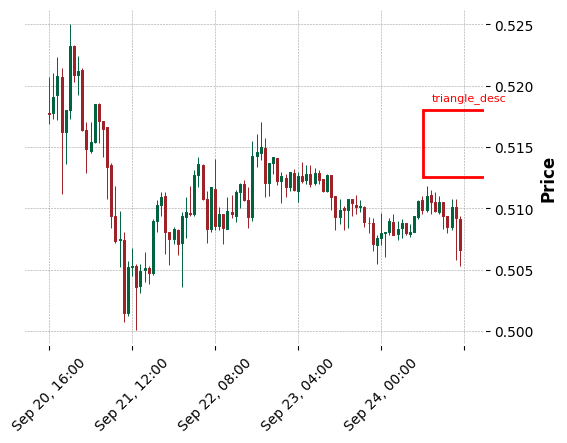 0.525
0.520
triangle_desc
0.515
0.510
0.505
0.500
Price
Sep 20, 16:00
Sep 21, 12:00
Sep 22, 08:00
Sep 23, 04:00
Sep 24, 00:00